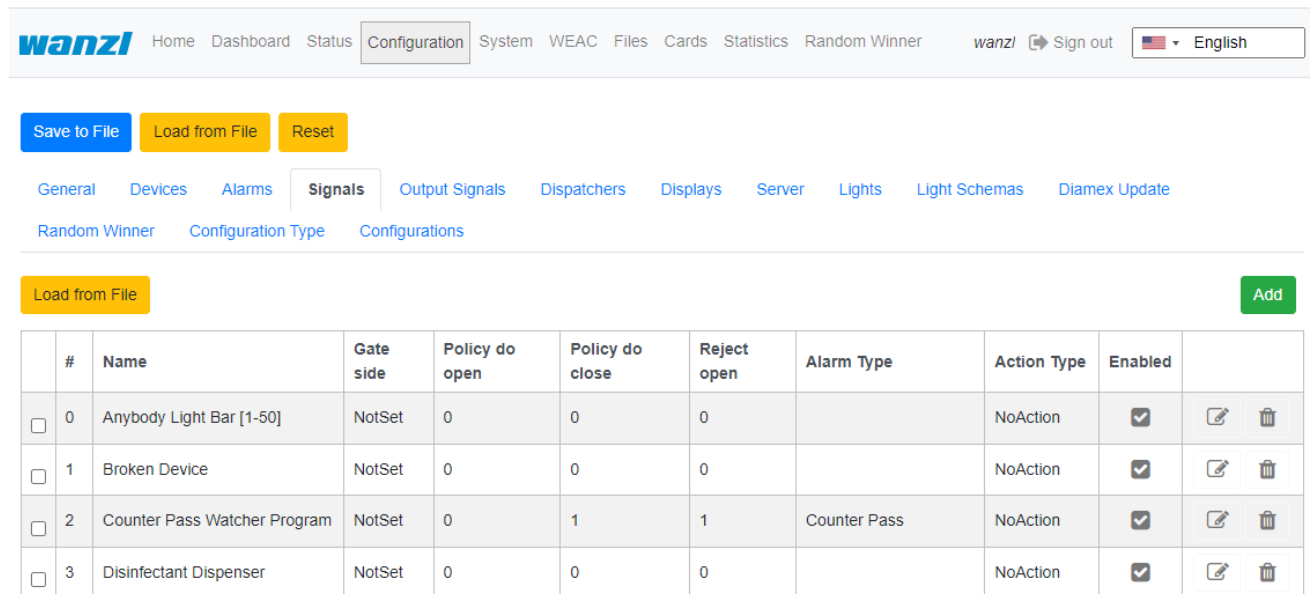 wanzl Home Dashboard Status Configuration System WEAC Files Cards Statistics Random Winner wanzl Sign out English
Save to File Load from File Reset
General Devices Alarms Signals Output Signals Dispatchers Displays Server Lights Light Schemas Diamex Update
Random Winner Configuration Type Configurations
Load from File Add
# Name Gate side Policy do open Policy do close Reject open Alarm Type Action Type Enabled
0 Anybody Light Bar [1-50] NotSet 0 0 0 NoAction
1 Broken Device NotSet 0 0 0 NoAction
2 Counter Pass Watcher Program NotSet 0 1 1 Counter Pass NoAction
3 Disinfectant Dispenser NotSet 0 0 0 NoAction